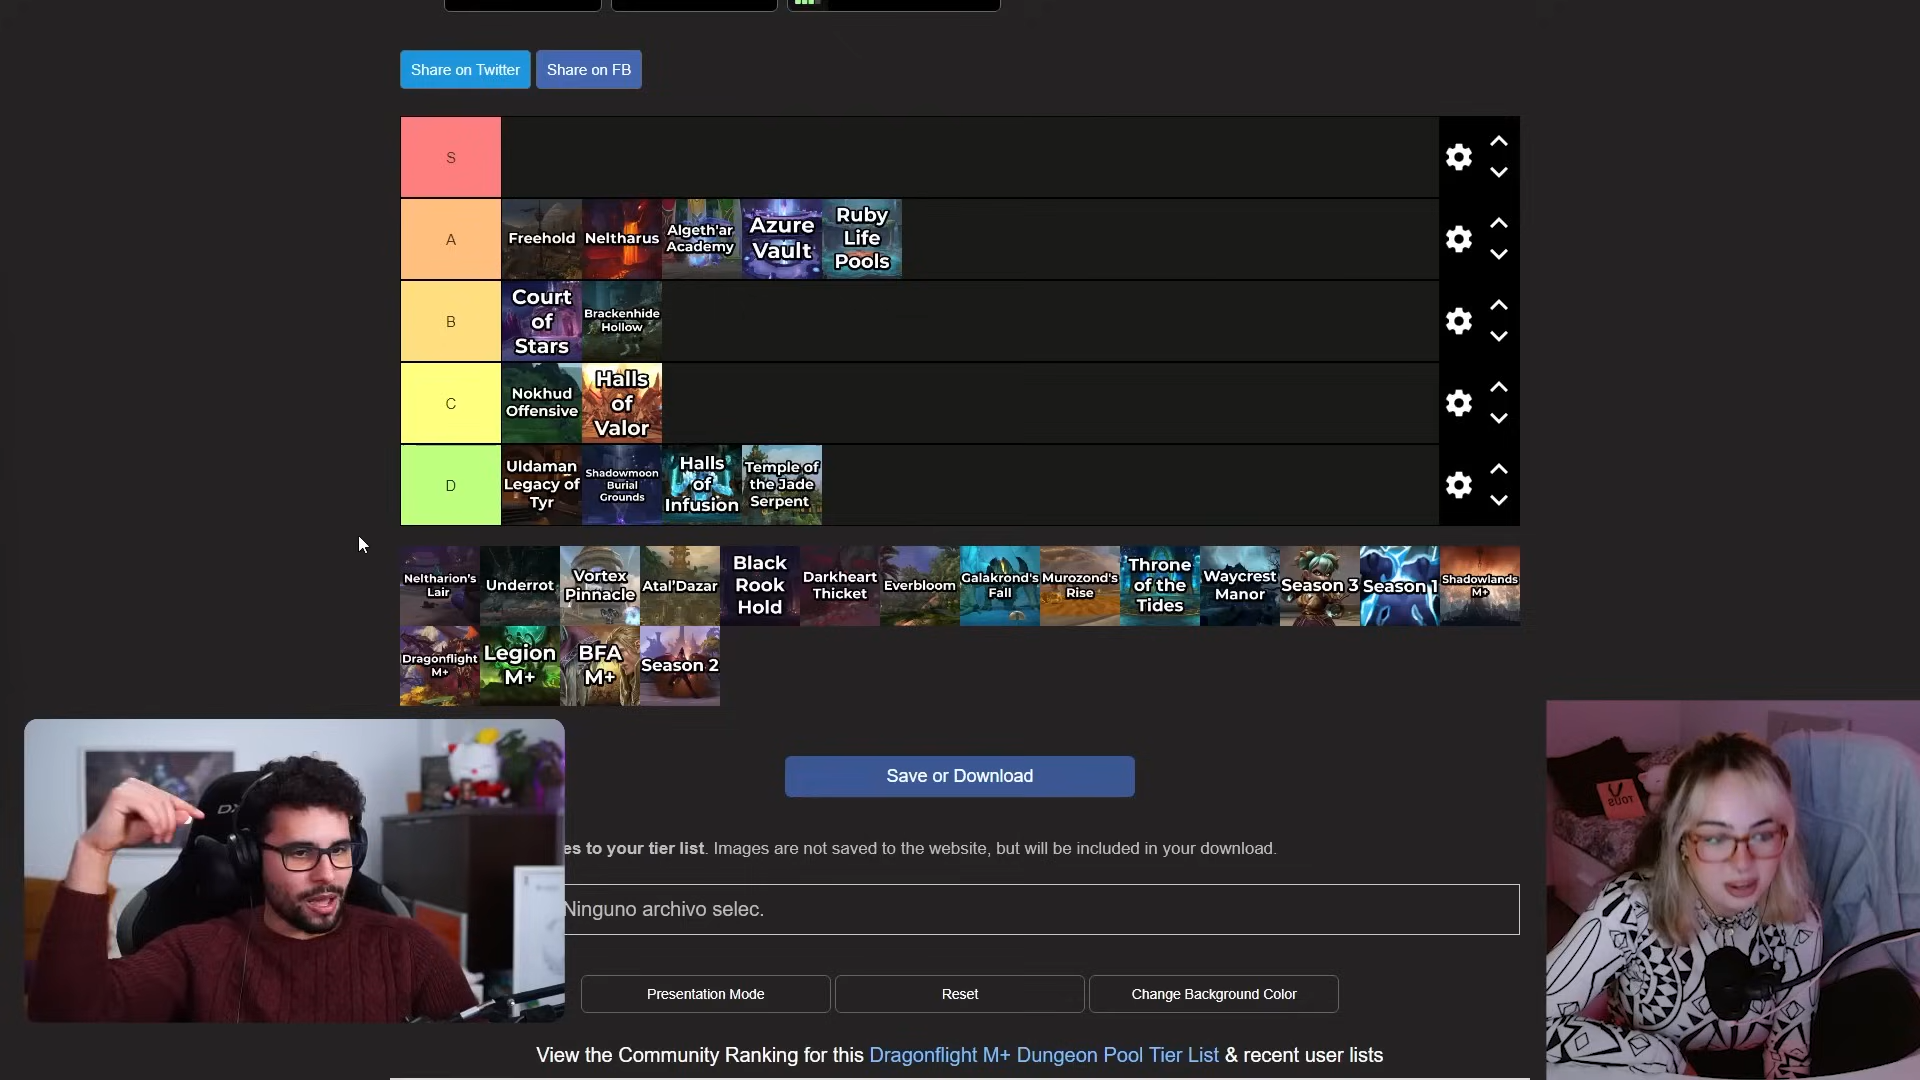 Share on Twitter
Share on FB
S
A
Freehold
Neltharus
Algeth'ar
Academy
Azure
Vault
Ruby
Life
Pools
B
Court
of
Stars
Brackenhide
Hollow
C
Nokhud
Offensive
Halls
of
Valor
D
Uldaman
Legacy of
Tyr
Shadowmoon
Burial
Grounds
Halls
of
Infusion
Temple of
the Jade
Serpent
Neltharion's
Lair
Underrot
Vortex
Pinnacle
Atal'Dazar
Black
Rook
Hold
Darkheart
Thicket
Everbloom
Galakrond's
Fall
Murozond's
Rise
Throne
of the
Tides
Waycrest
Manor
Season 3
Season 1
Shadowlands
M+
Dragonflight
M+
Legion
M+
BFA
M+
Season 2
Save or Download
es to your tier list. Images are not saved to the website, but will be included in your download.
Ninguno archivo selec.
Presentation Mode
Reset
Change Background Color
View the Community Ranking for this Dragonflight M+ Dungeon Pool Tier List & recent user lists